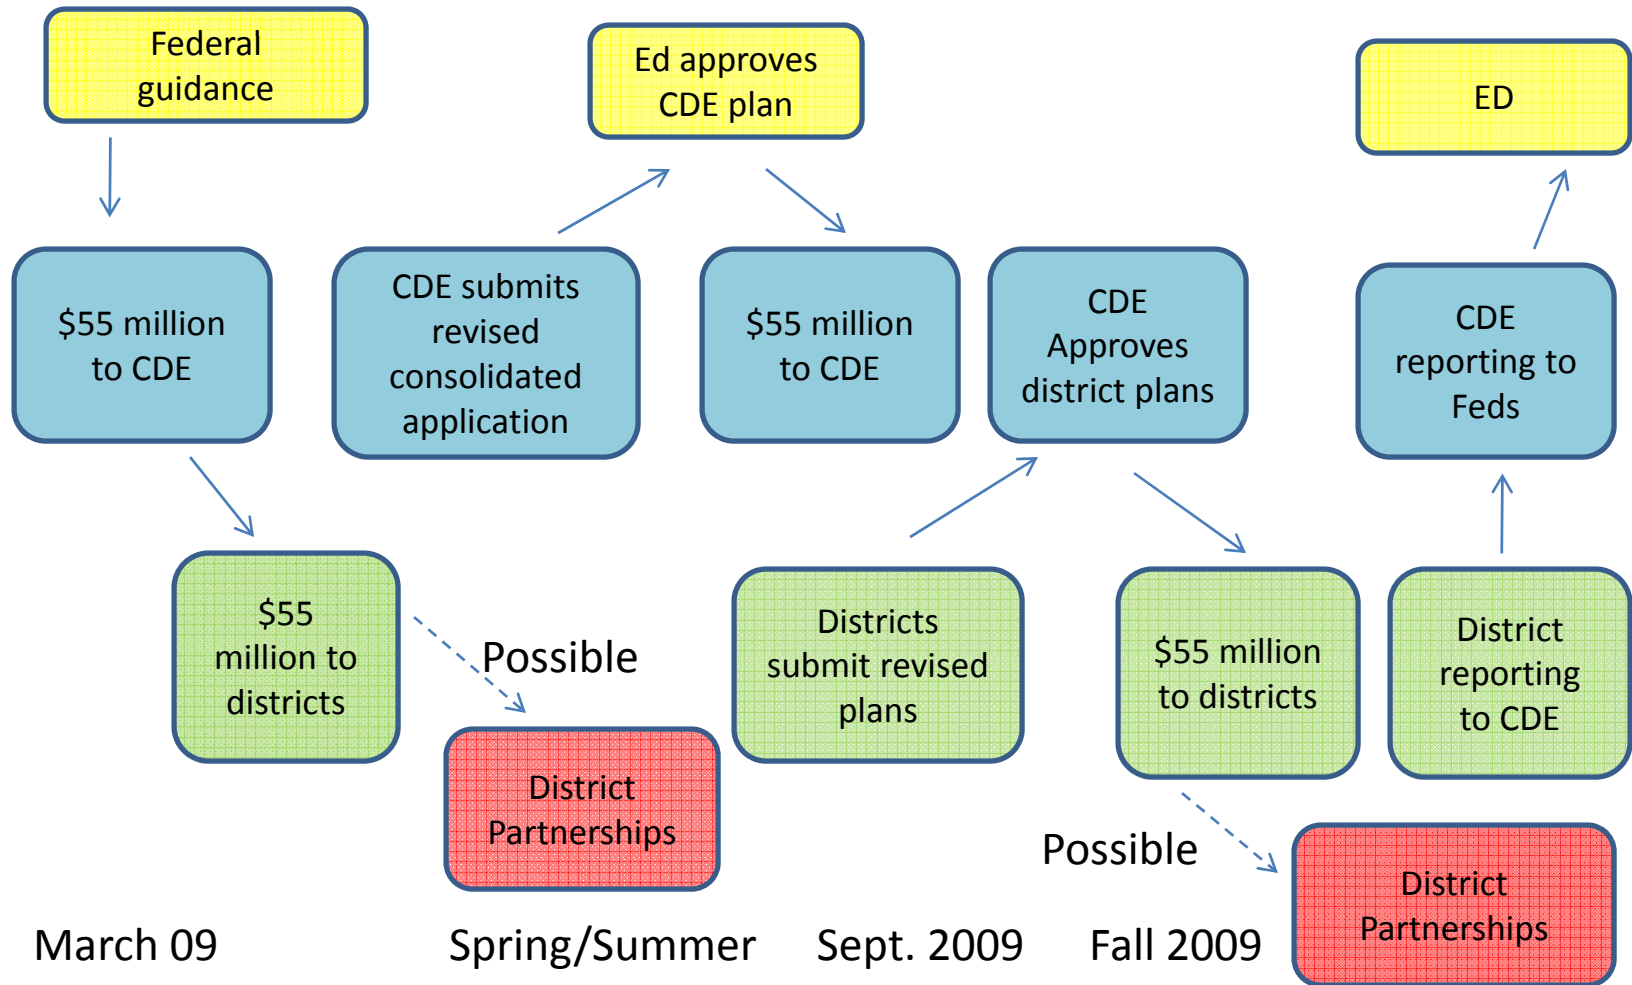 Federal
guidance
Ed approves
CDE plan
ED
$55 million
to CDE
CDE submits
revised
consolidated
application
$55 million
to CDE
CDE
Approves
district plans
CDE
reporting to
Feds
$55
million to
districts
Possible
District
Partnerships
Districts
submit revised
plans
$55 million
to districts
District
reporting
to CDE
Possible
District
Partnerships
March 09
Spring/Summer
Sept. 2009
Fall 2009